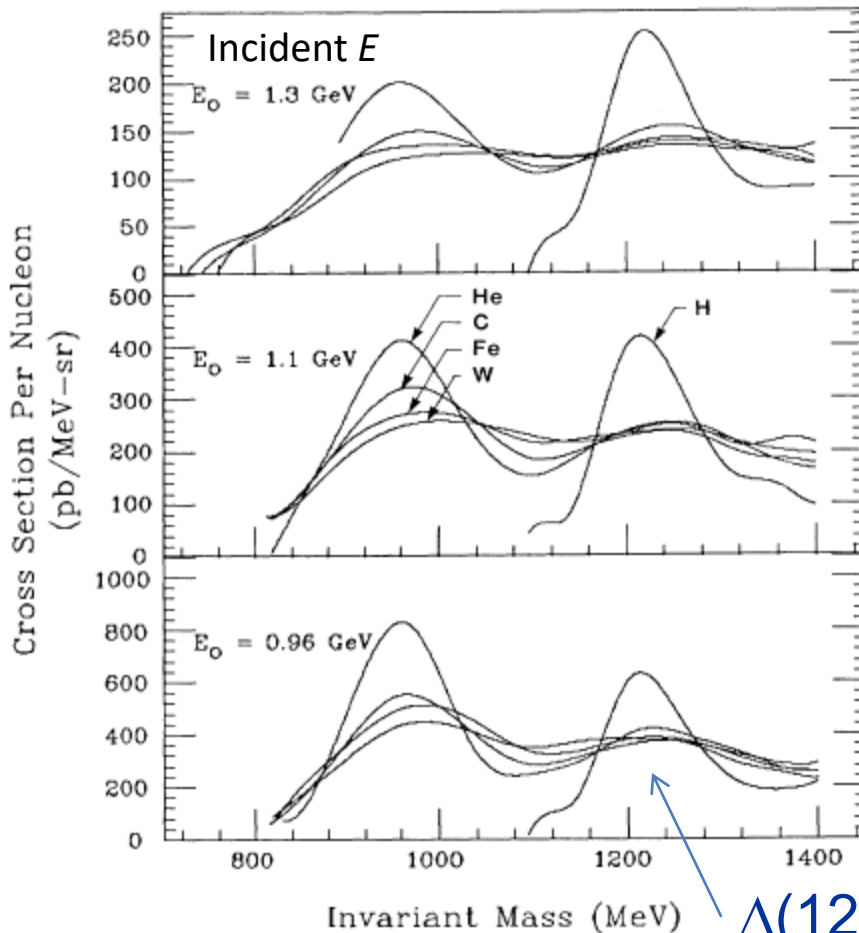 Incident E
E₀ = 1.3 GeV
250
200
150
100
50
0
E₀ = 1.1 GeV
He
C
Fe
W
H
500
400
300
200
100
0
E₀ = 0.96 GeV
1000
800
600
400
200
0
Cross Section Per Nucleon
(pb/MeV-sr)
800 1000 1200 1400
Invariant Mass (MeV)
Δ(12